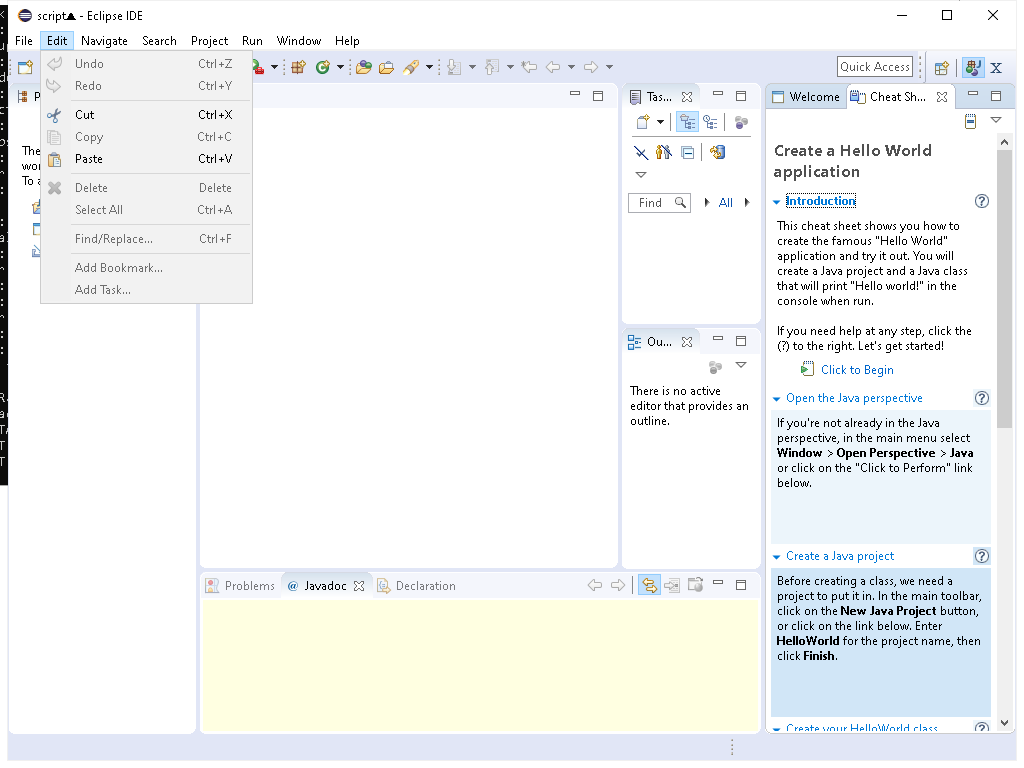 script▲ - Eclipse IDE
File Edit Navigate Search Project Run Window Help
Undo Ctrl+Z
Redo Ctrl+Y
Cut Ctrl+X
Copy Ctrl+C
Paste Ctrl+V
Delete Delete
Select All Ctrl+A
Find/Replace... Ctrl+F
Add Bookmark...
Add Task...
Quick Access
Tas...
Find
All
Ou...
There is no active
editor that provides an
outline.
Problems @ Javadoc Declaration
Welcome Cheat Sh...
Create a Hello World
application
Introduction
This cheat sheet shows you how to
create the famous "Hello World"
application and try it out. You will
create a Java project and a Java class
that will print "Hello world!" in the
console when run.
If you need help at any step, click the
(?) to the right. Let's get started!
Click to Begin
Open the Java perspective
If you're not already in the Java
perspective, in the main menu select
Window > Open Perspective > Java
or click on the "Click to Perform" link
below.
Create a Java project
Before creating a class, we need a
project to put it in. In the main toolbar,
click on the New Java Project button,
or click on the link below. Enter
HelloWorld for the project name, then
click Finish.
Create your HelloWorld class